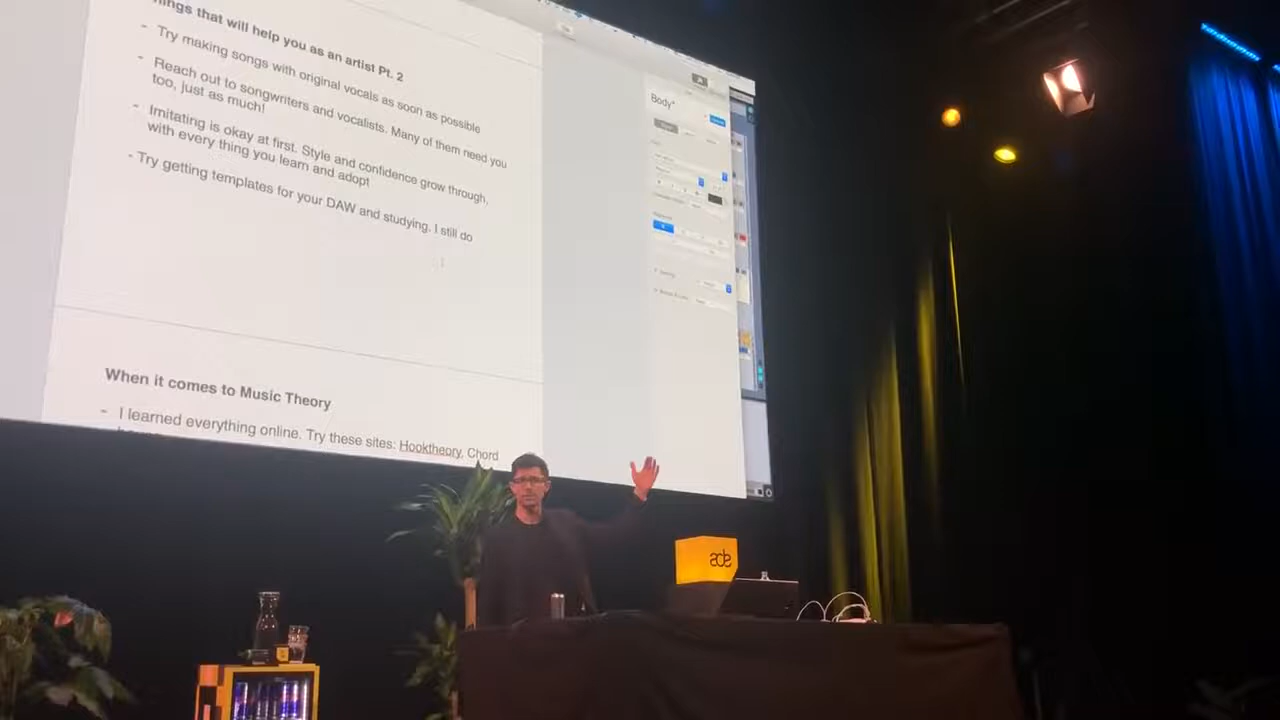 ings that will help you as an artist Pt. 2
- Try making songs with original vocals as soon as possible
- Reach out to songwriters and vocalists. Many of them need you
too, just as much!
- Imitating is okay at first. Style and confidence grow through,
with every thing you learn and adopt
- Try getting templates for your DAW and studying. I still do
When it comes to Music Theory
- I learned everything online. Try these sites: Hooktheory, Chord
Body*
ade